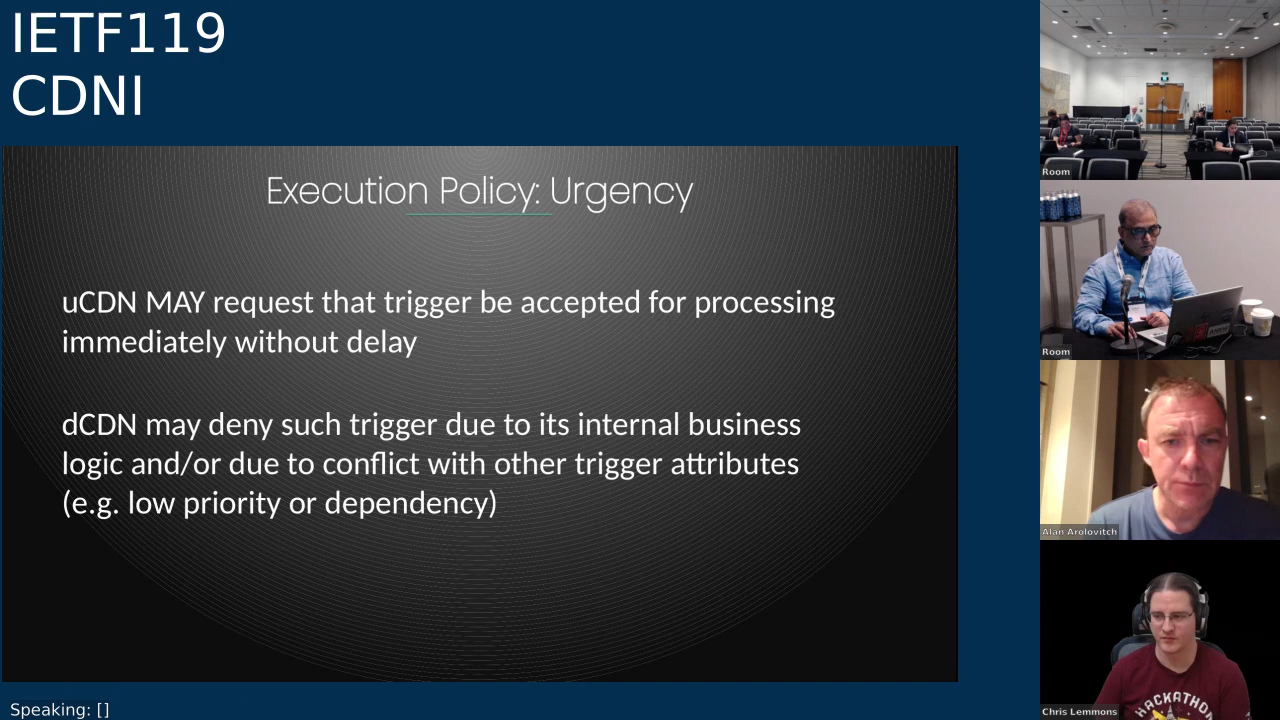 IETF119
CDNI
Execution Policy: Urgency
uCDN MAY request that trigger be accepted for processing
immediately without delay
dCDN may deny such trigger due to its internal business
logic and/or due to conflict with other trigger attributes
(e.g. low priority or dependency)
Speaking: []
Room
Room
Alan Arolovitch
HACKATHON
Chris Lemmons